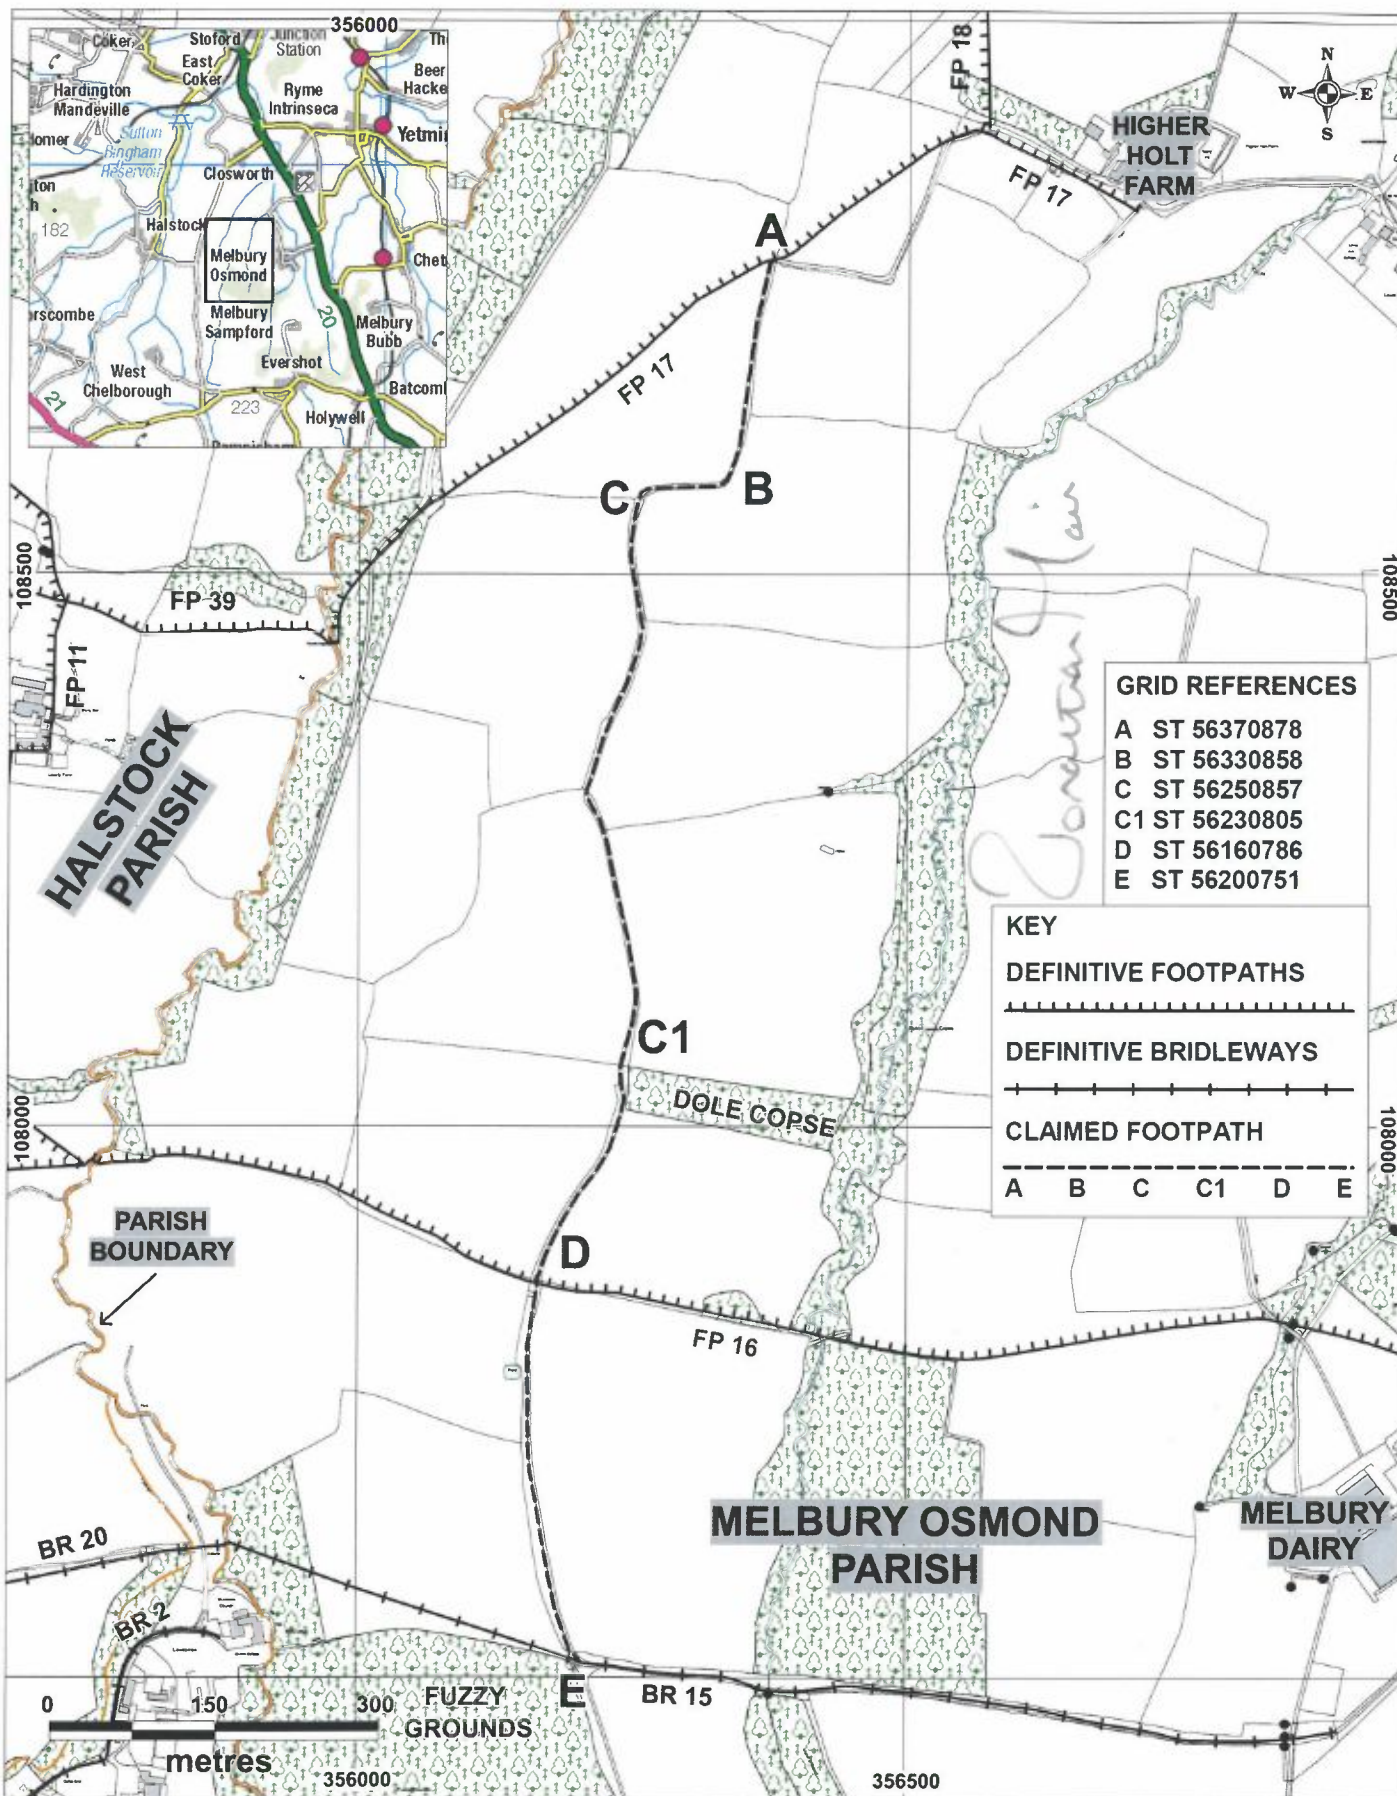 356000
Coker
Stoford
Junction
Station
East
Coker
Th
Beer
Hacke
Hardington
Mandeville
Ryme
Intrinseca
omer
Sutton
Bingham
Reservoir
Yetmi
Closworth
ton
h
182
Halstock
Melbury
Osmond
Chet
rscombe
Melbury
Sampford
20
Melbury
Bubb
West
Chelborough
Evershot
Batcoml
21
223
Holywell
FP 18
N
W E
S
HIGHER
HOLT
FARM
FP 17
A
FP 17
C
B
108500
108500
FP 39
FP 11
HALSTOCK
PARISH
GRID REFERENCES
A ST 56370878
B ST 56330858
C ST 56250857
C1 ST 56230805
D ST 56160786
E ST 56200751
KEY
DEFINITIVE FOOTPATHS
DEFINITIVE BRIDLEWAYS
CLAIMED FOOTPATH
A B C C1 D E
C1
DOLE COPSE
108000
108000
PARISH
BOUNDARY
D
FP 16
MELBURY OSMOND
PARISH
MELBURY
DAIRY
BR 20
BR 2
E
BR 15
FUZZY
GROUNDS
0 150 300
metres
356000
356500